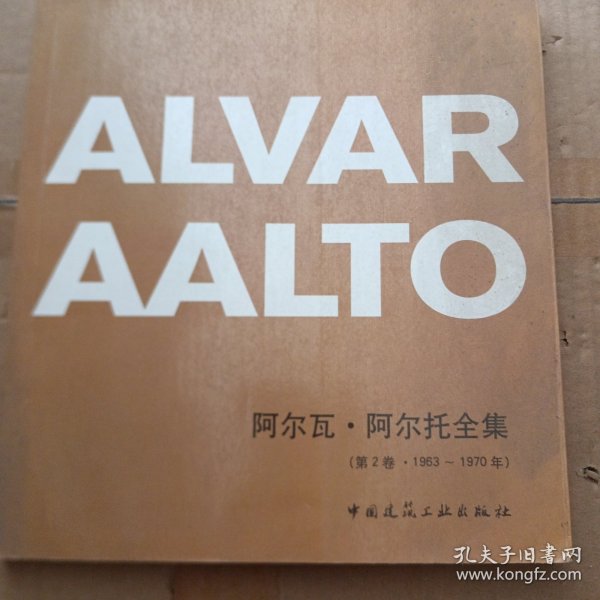 ALVAR
AALTO
阿尔瓦·阿尔托全集
(第2卷·1963~1970年)
中国建筑工业出版社
孔夫子旧书网
www.kongfz.com